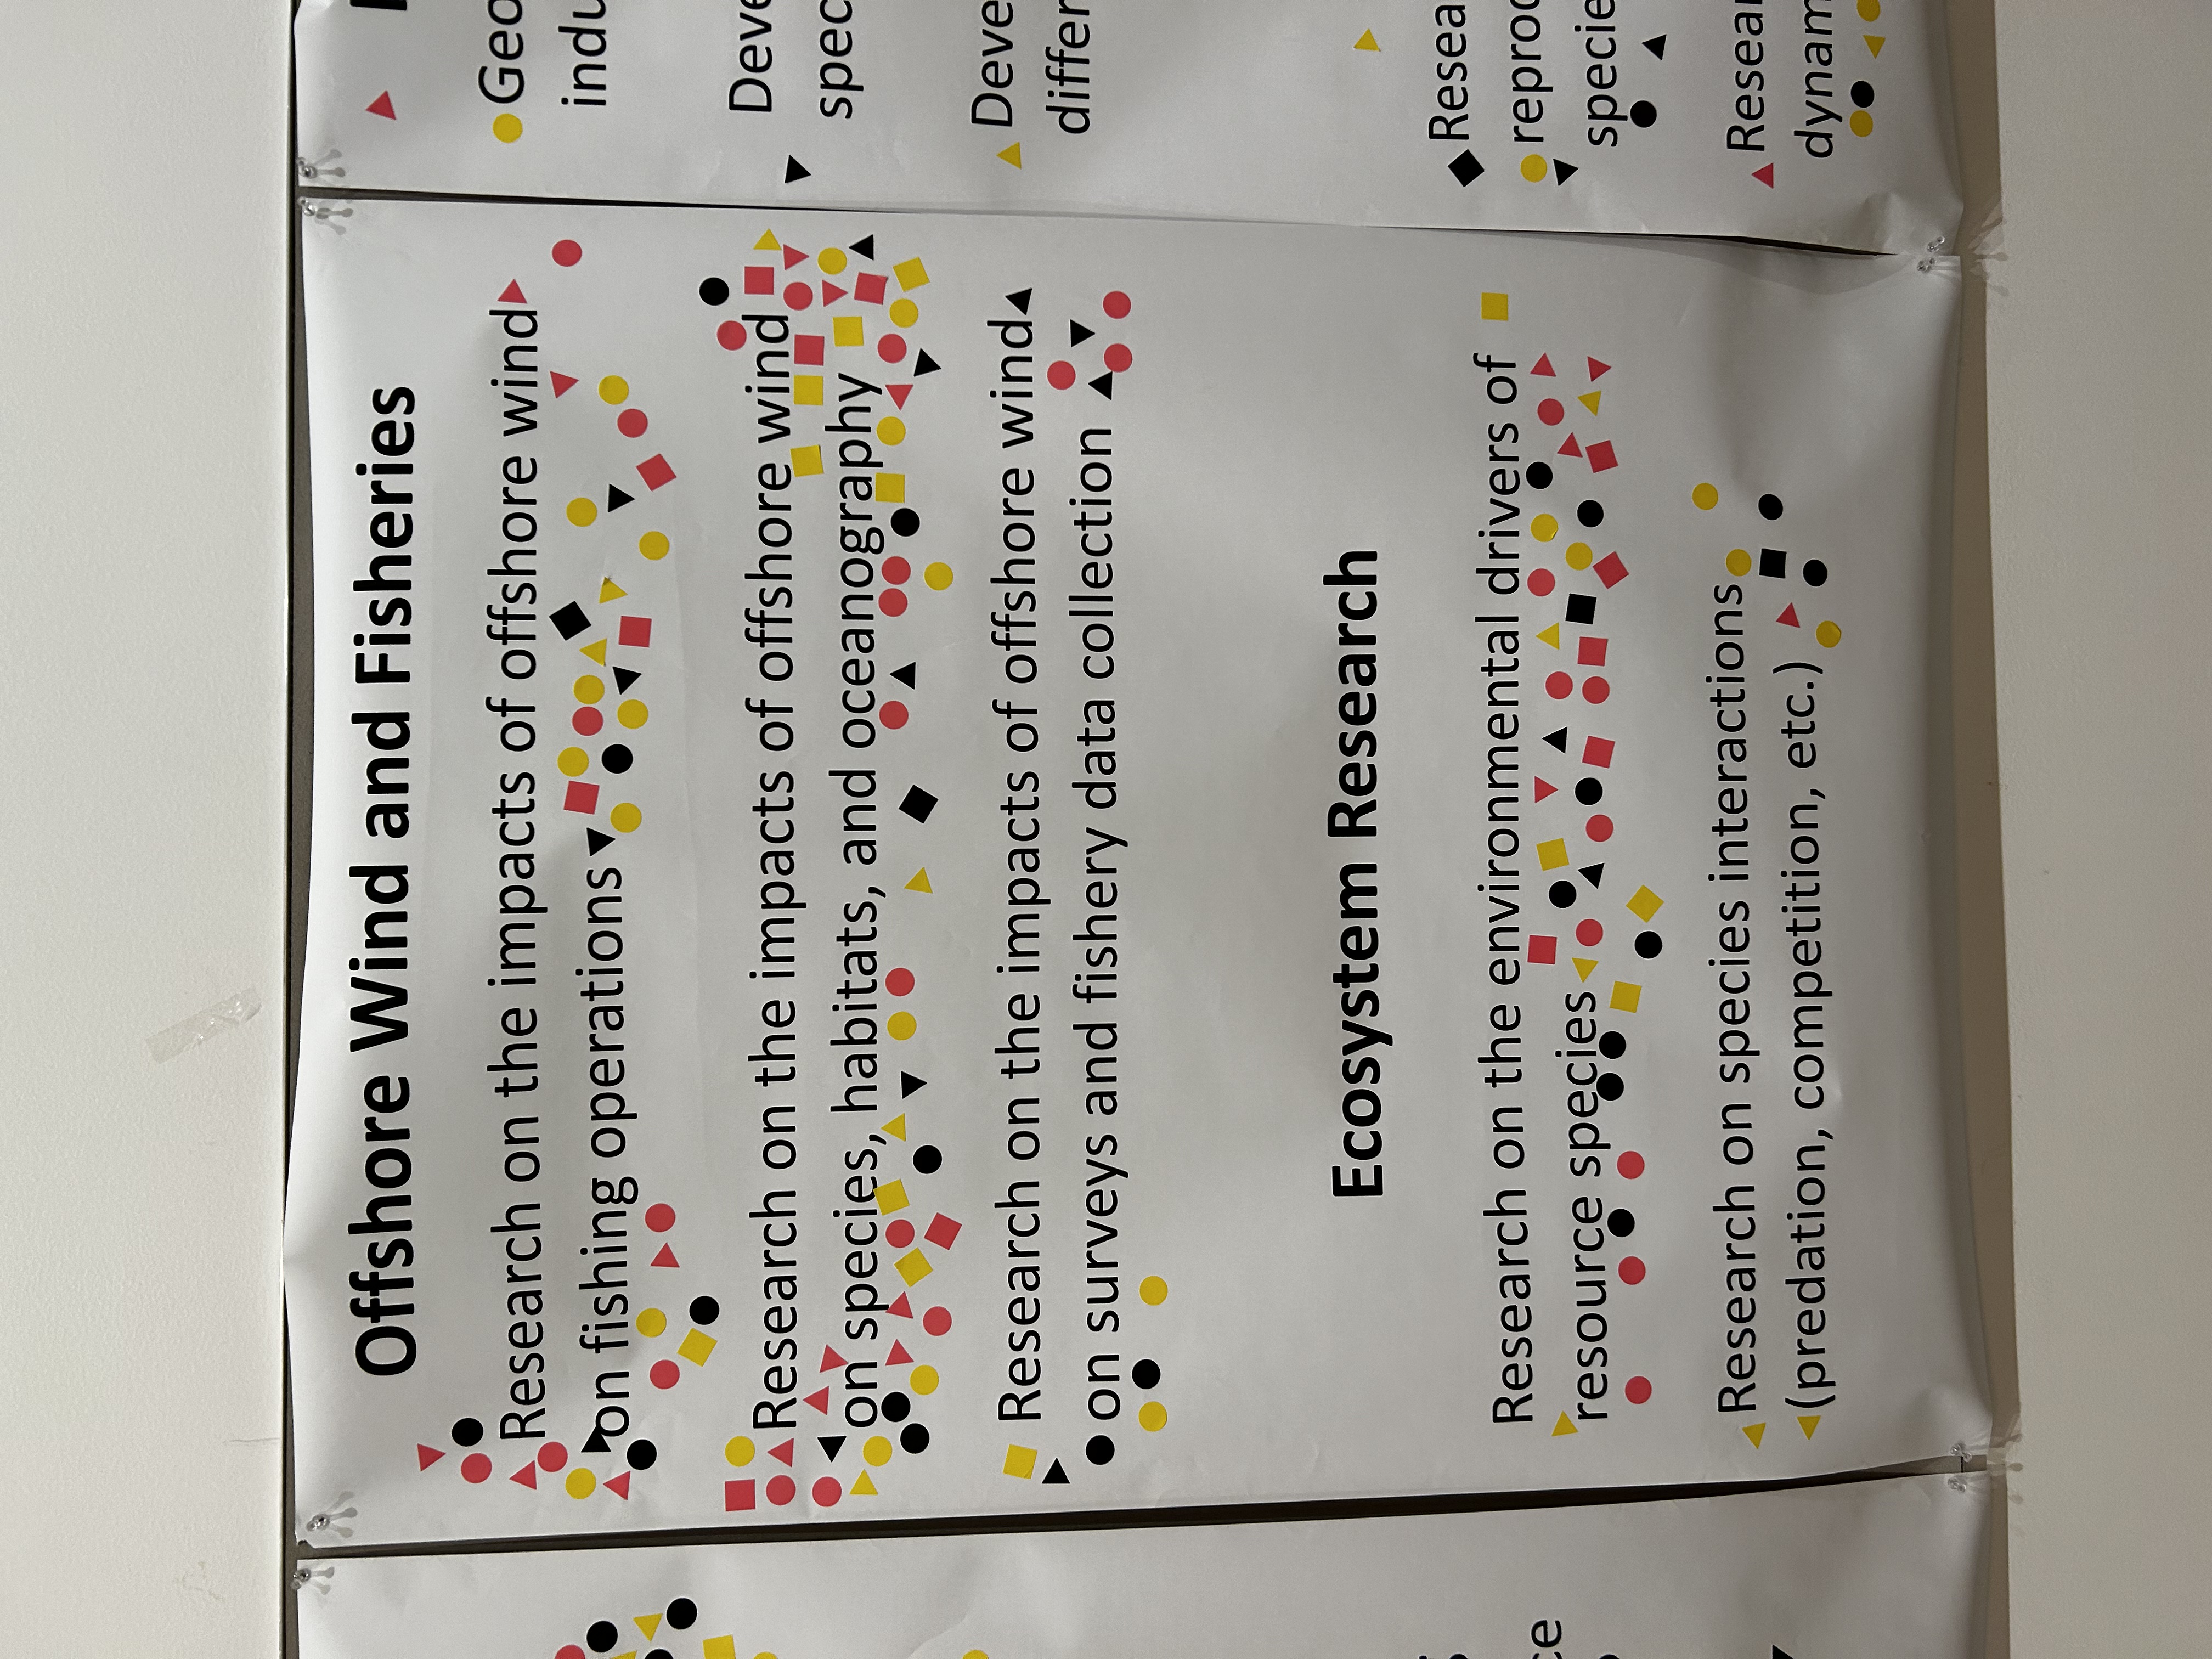 Offshore Wind and Fisheries
Research on the impacts of offshore wind
on fishing operations
Research on the impacts of offshore wind
on species, habitats, and oceanography
Research on the impacts of offshore wind
on surveys and fishery data collection
Ecosystem Research
Research on the environmental drivers of
resource species
Research on species interactions
(predation, competition, etc.)
Geo
indu
Deve
spec
Deve
differ
Resea
reprod
specie
Resear
dynam
ce